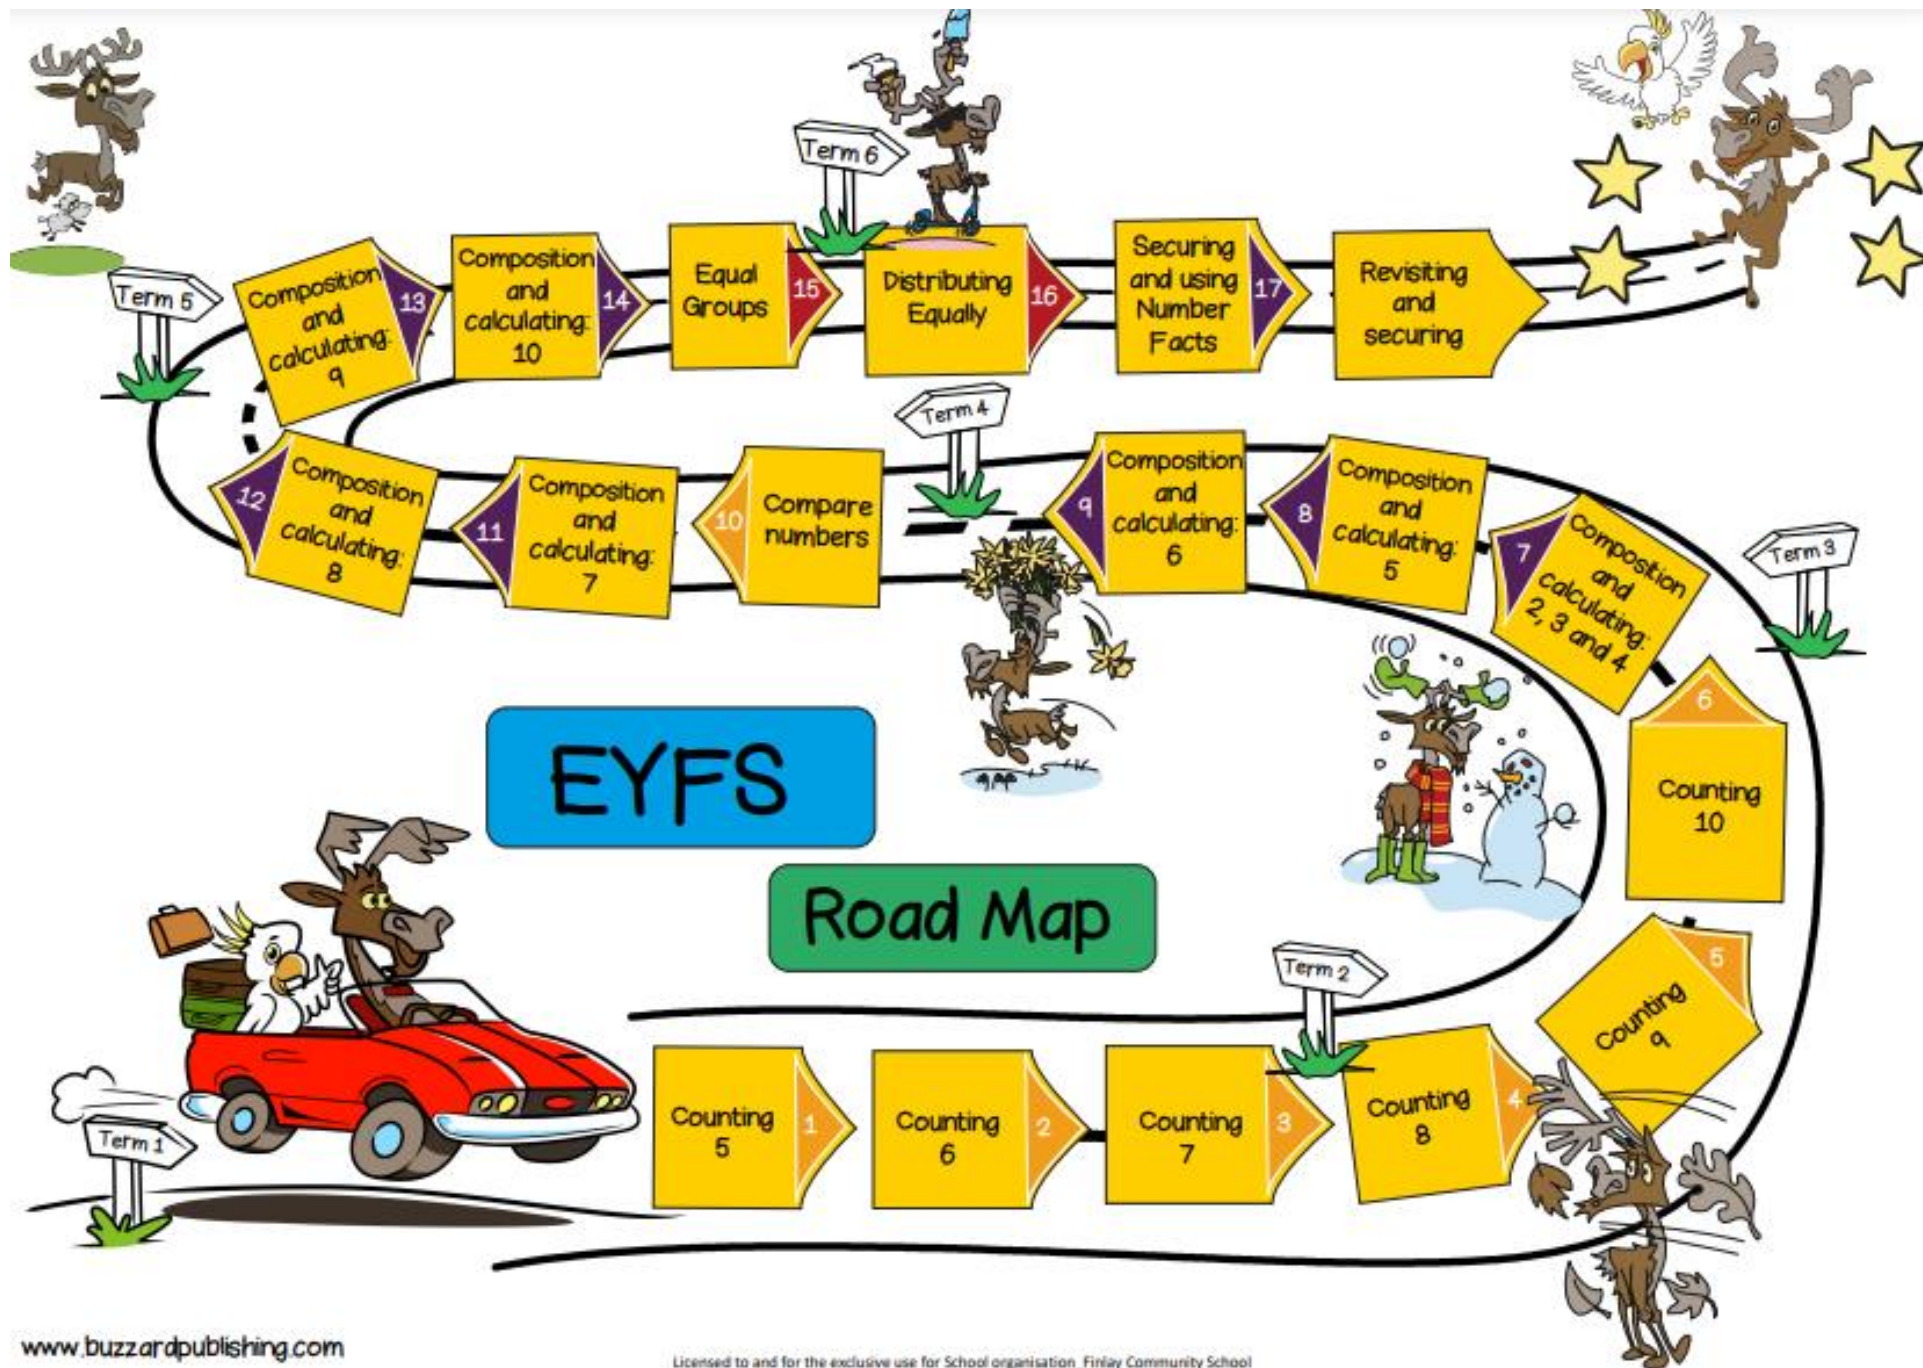 Term 6
Term 5
Composition
and
calculating:
9
13
Composition
and
calculating:
10
14
Equal
Groups
15
Distributing
Equally
16
Securing
and using
Number
Facts
17
Revisiting
and
securing
Term 4
12
Composition
and
calculating:
8
11
Composition
and
calculating:
7
10
Compare
numbers
9
Composition
and
calculating:
6
8
Composition
and
calculating:
5
7
Composition
and
calculating:
2, 3 and 4
Term 3
6
Counting
10
EYFS
Road Map
Term 2
5
Counting
9
Term 1
Counting
5
1
Counting
6
2
Counting
7
3
Counting
8
4
www.buzzardpublishing.com
Licensed to and for the exclusive use for School organisation Finlay Community School